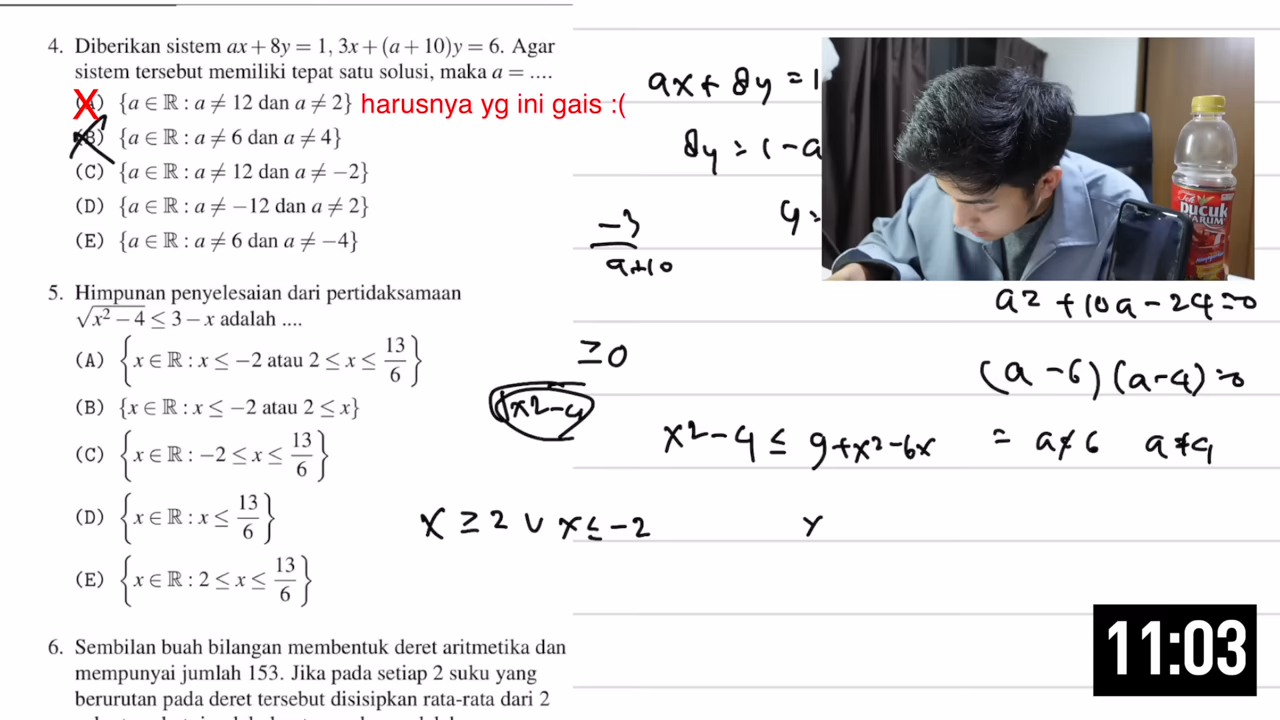 4. Diberikan sistem ax + 8y = 1, 3x + (a + 10)y = 6. Agar
sistem tersebut memiliki tepat satu solusi, maka a = ....
(A) {a ∈ ℝ : a ≠ 12 dan a ≠ 2} harusnya yg ini gais :(
(B) {a ∈ ℝ : a ≠ 6 dan a ≠ 4}
(C) {a ∈ ℝ : a ≠ 12 dan a ≠ −2}
(D) {a ∈ ℝ : a ≠ −12 dan a ≠ 2}
(E) {a ∈ ℝ : a ≠ 6 dan a ≠ −4}
5. Himpunan penyelesaian dari pertidaksamaan
√(x² − 4) ≤ 3 − x adalah ....
(A) {x ∈ ℝ : x ≤ −2 atau 2 ≤ x ≤ 13/6}
(B) {x ∈ ℝ : x ≤ −2 atau 2 ≤ x}
(C) {x ∈ ℝ : −2 ≤ x ≤ 13/6}
(D) {x ∈ ℝ : x ≤ 13/6}
(E) {x ∈ ℝ : 2 ≤ x ≤ 13/6}
6. Sembilan buah bilangan membentuk deret aritmetika dan
mempunyai jumlah 153. Jika pada setiap 2 suku yang
berurutan pada deret tersebut disisipkan rata-rata dari 2
ax + 8y = 1
8y = 1 - a
y =
-3/(a+10)
a² + 10a - 24 = 0
(a - 6)(a - 4) = 0
= a ≠ 6 a ≠ 4
≥ 0
√x² - 4
x² - 4 ≤ 9 + x² - 6x
x ≥ 2 v x ≤ -2
x
Teh
PUCUK
HARUM
11:03